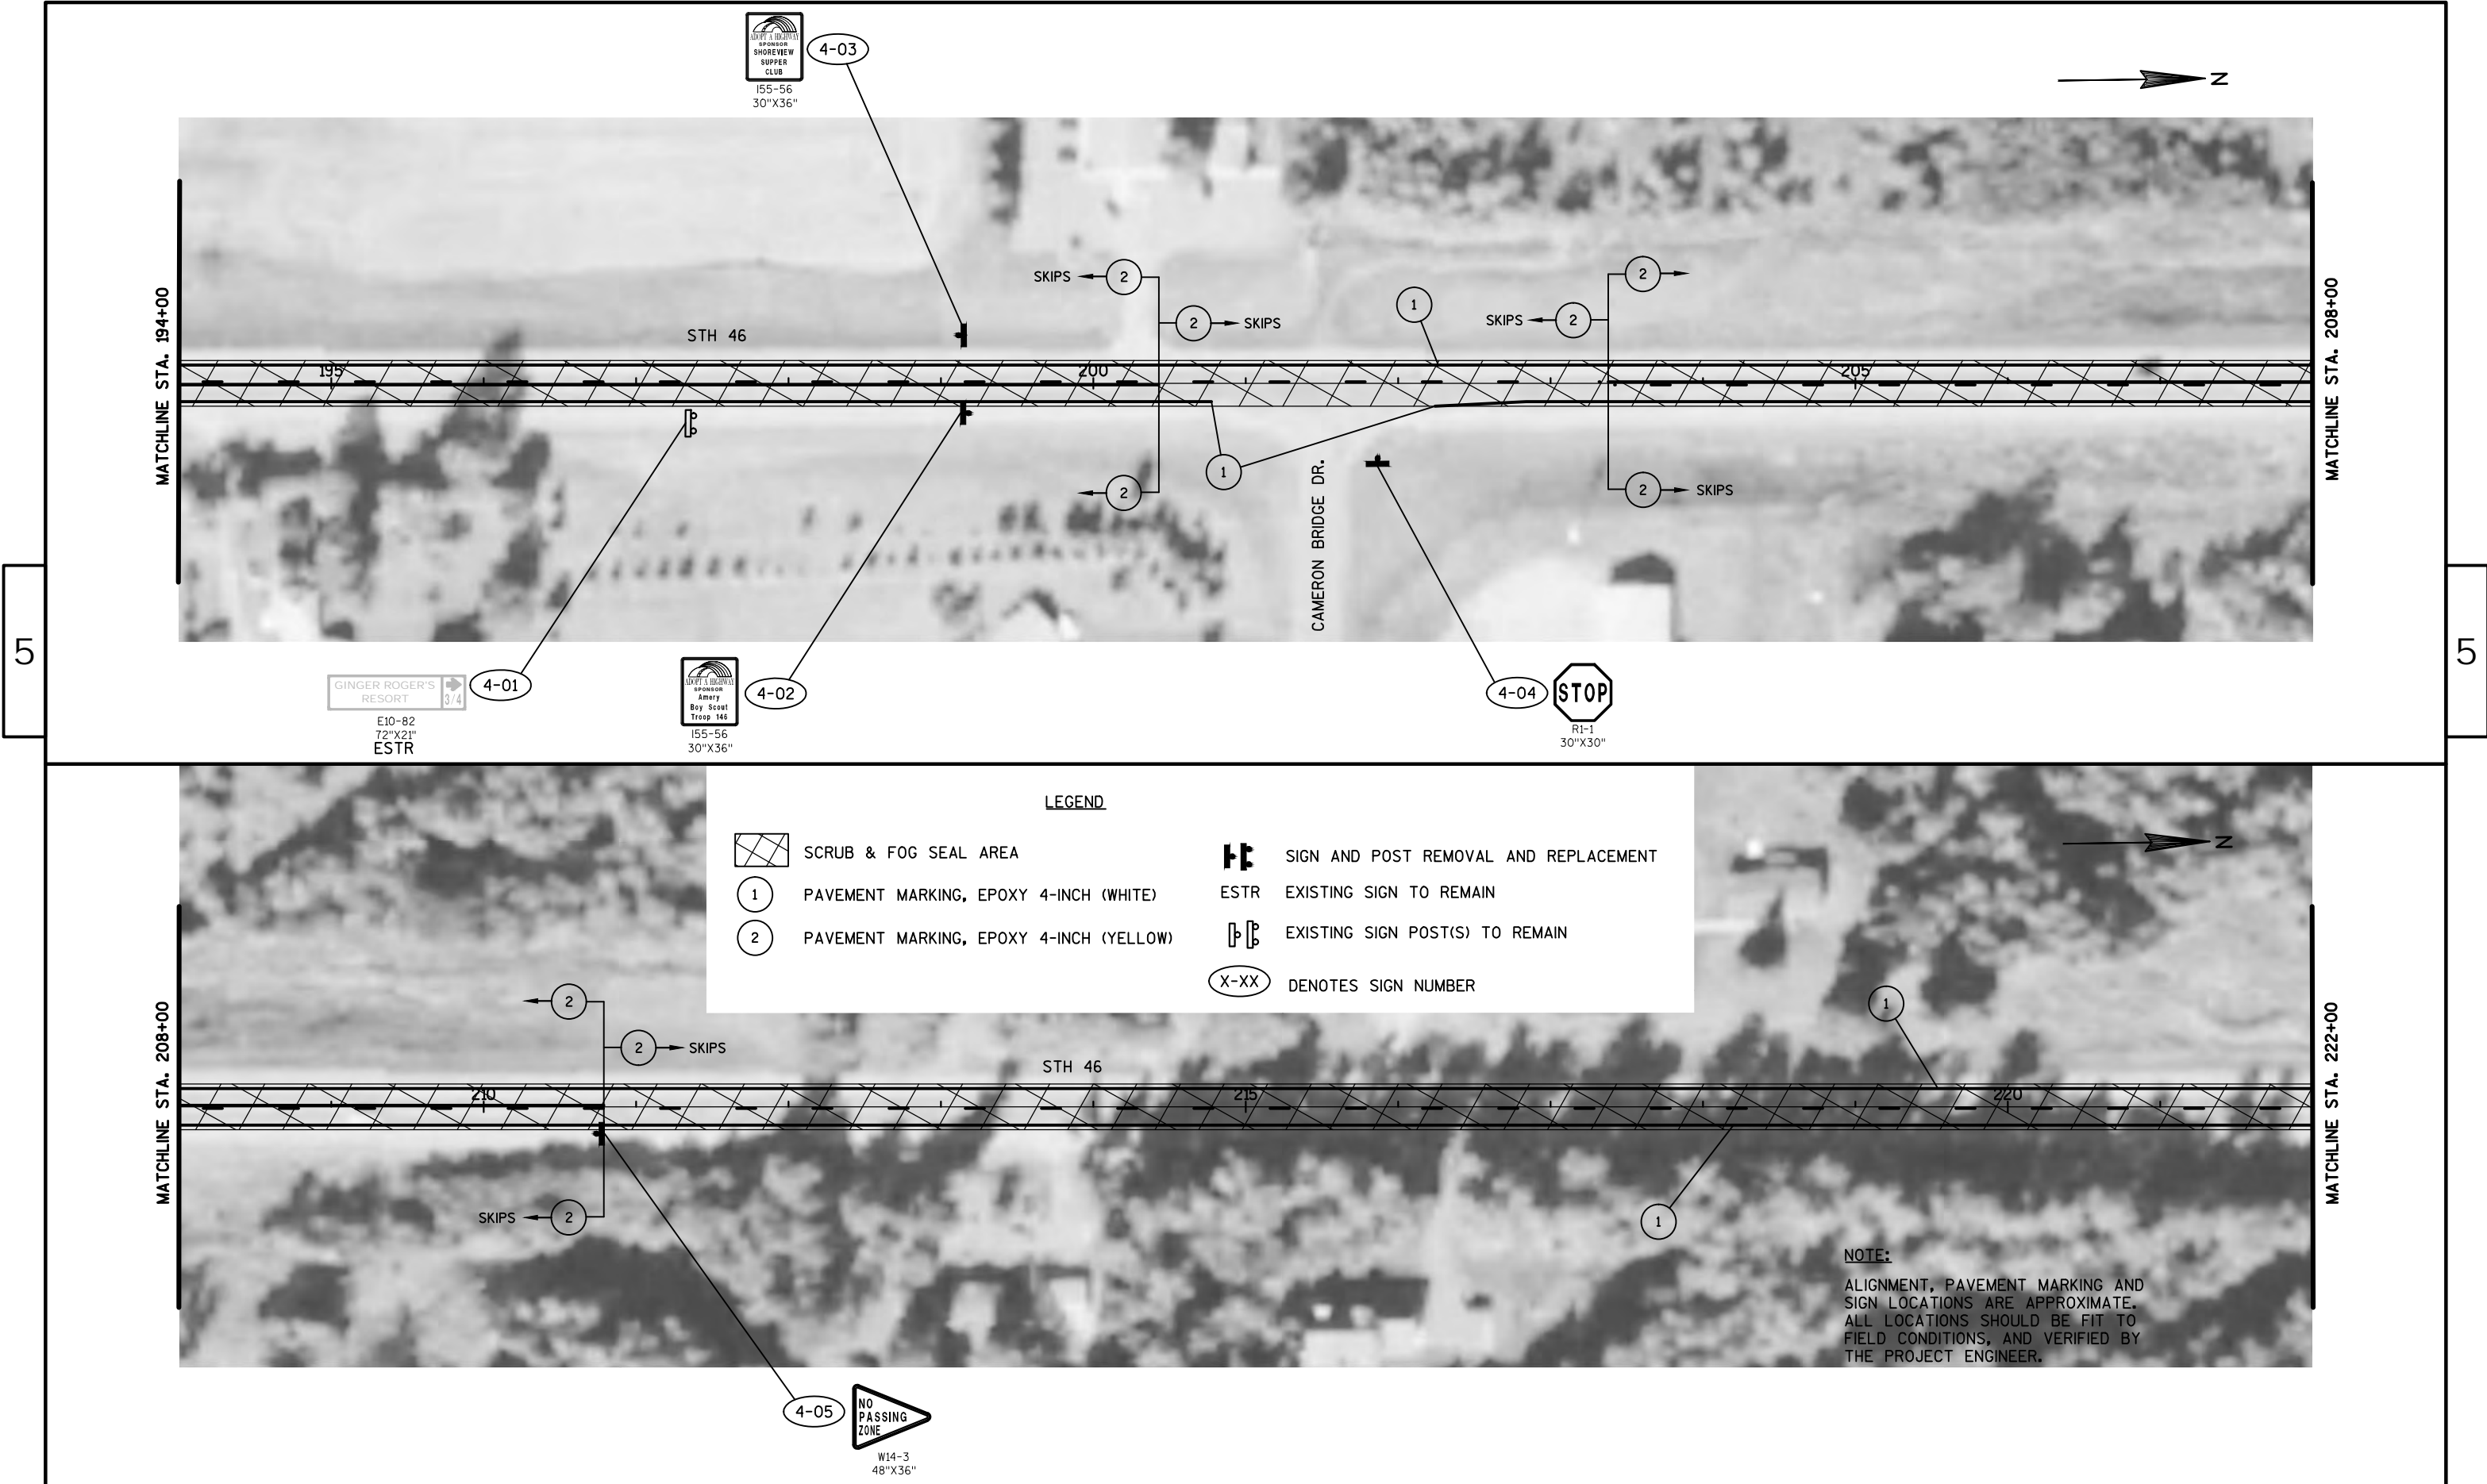 ADOPT A HIGHWAY
SPONSOR
SHOREVIEW
SUPPER
CLUB
I55-56
30"X36"
4-03
N
MATCHLINE STA. 194+00
MATCHLINE STA. 208+00
SKIPS 2
2 SKIPS
1
SKIPS 2
2
STH 46
195
200
205
2
1
2 SKIPS
CAMERON BRIDGE DR.
GINGER ROGER'S
RESORT
3/4
E10-82
72"X21"
ESTR
4-01
ADOPT A HIGHWAY
SPONSOR
Amery
Boy Scout
Troop 146
I55-56
30"X36"
4-02
4-04
STOP
R1-1
30"X30"
5
5
LEGEND
SCRUB & FOG SEAL AREA
1 PAVEMENT MARKING, EPOXY 4-INCH (WHITE)
2 PAVEMENT MARKING, EPOXY 4-INCH (YELLOW)
SIGN AND POST REMOVAL AND REPLACEMENT
ESTR EXISTING SIGN TO REMAIN
EXISTING SIGN POST(S) TO REMAIN
X-XX DENOTES SIGN NUMBER
N
MATCHLINE STA. 208+00
MATCHLINE STA. 222+00
2
2 SKIPS
1
STH 46
210
215
220
SKIPS 2
1
NOTE:
ALIGNMENT, PAVEMENT MARKING AND
SIGN LOCATIONS ARE APPROXIMATE.
ALL LOCATIONS SHOULD BE FIT TO
FIELD CONDITIONS, AND VERIFIED BY
THE PROJECT ENGINEER.
4-05
NO
PASSING
ZONE
W14-3
48"X36"